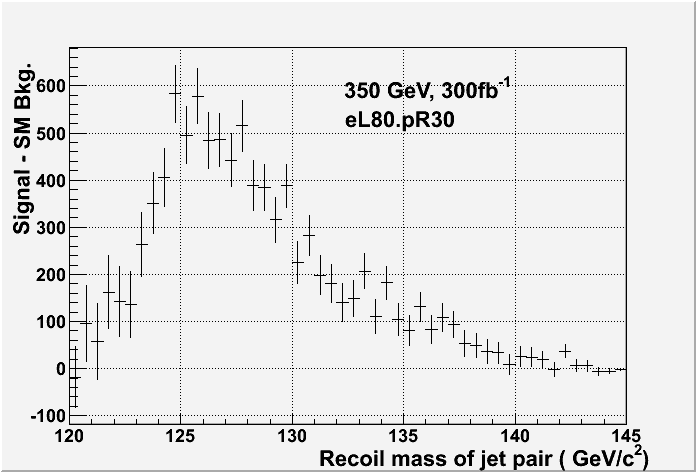 Signal - SM Bkg.
600
500
400
300
200
100
0
-100
350 GeV, 300fb⁻¹
eL80.pR30
120 125 130 135 140 145
Recoil mass of jet pair ( GeV/c²)